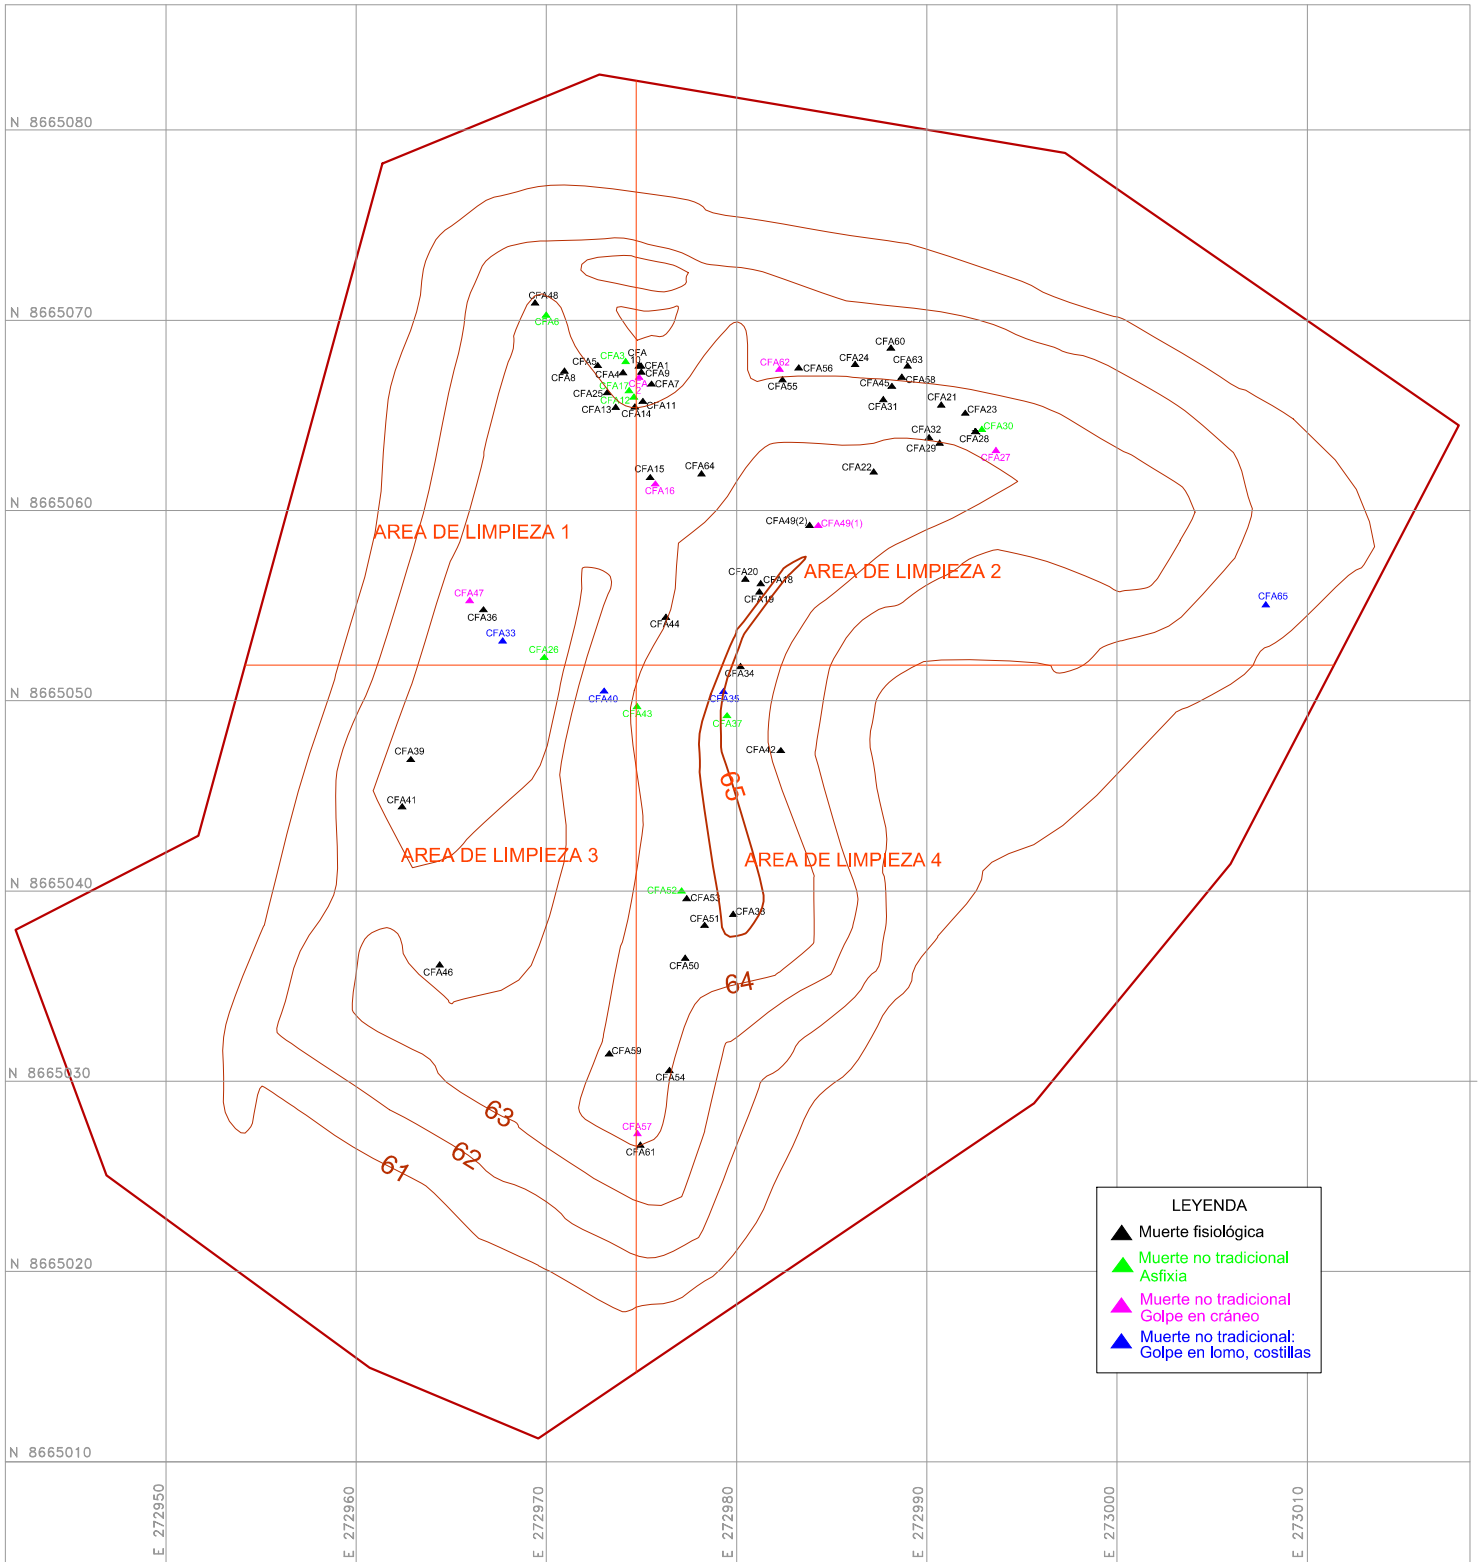 N 8665080
CFA48
N 8665070
CFA6
CFA60
CFA
10
CFA3
CFA5
CFA1
CFA62
CFA24
CFA63
CFA8
CFA4
CFA9
CFA56
CFA55
CFA45
CFA58
CFA17
CFA
2
CFA7
CFA25
CFA12
CFA11
CFA13
CFA14
CFA31
CFA21
CFA23
CFA32
CFA30
CFA28
CFA29
CFA27
CFA15
CFA64
CFA22
CFA16
N 8665060
CFA49(2)
CFA49(1)
AREA DE LIMPIEZA 1
AREA DE LIMPIEZA 2
CFA20
CFA18
CFA19
CFA47
CFA65
CFA36
CFA44
CFA33
CFA26
CFA34
N 8665050
CFA40
CFA35
CFA43
CFA37
CFA39
CFA42
65
CFA41
AREA DE LIMPIEZA 3
AREA DE LIMPIEZA 4
N 8665040
CFA52
CFA53
CFA38
CFA51
CFA46
CFA50
64
CFA59
N 8665030
CFA54
63
CFA57
CFA61
62
61
LEYENDA
Muerte fisiológica
Muerte no tradicional
Asfixia
Muerte no tradicional
Golpe en cráneo
Muerte no tradicional:
Golpe en lomo, costillas
N 8665020
N 8665010
E 272950
E 272960
E 272970
E 272980
E 272990
E 273000
E 273010